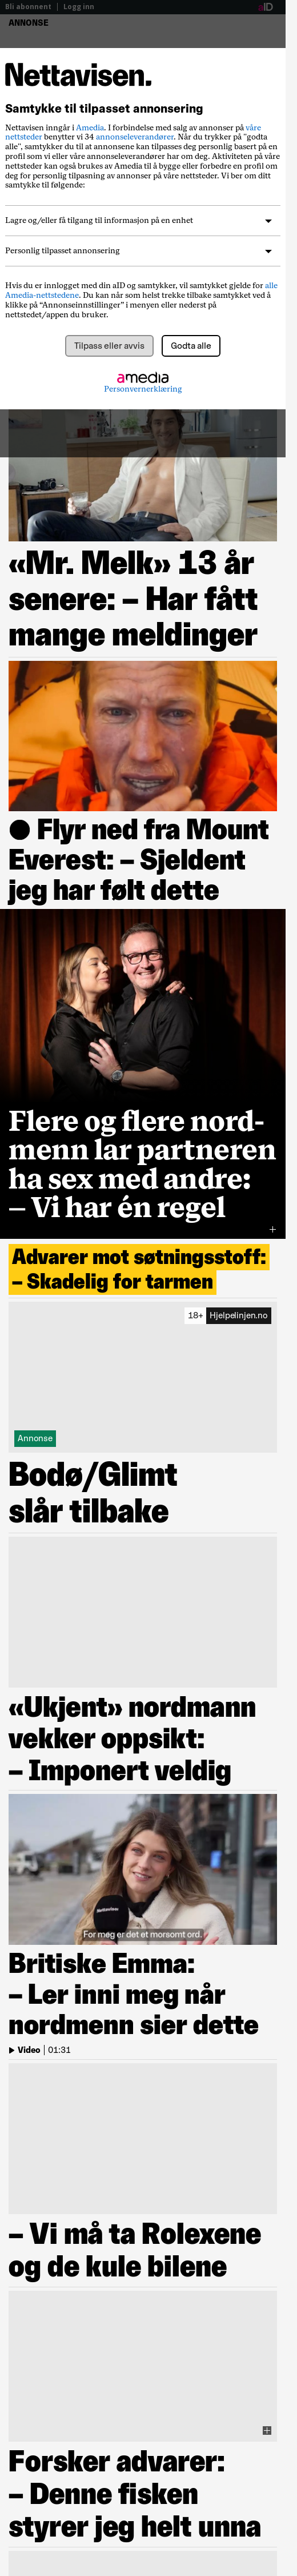 Bli abonnent | Logg inn
aID
ANNONSE
Nettavisen.
Samtykke til tilpasset annonsering
Nettavisen inngår i Amedia. I forbindelse med salg av annonser på våre
nettsteder benytter vi 34 annonseleverandører. Når du trykker på "godta
alle", samtykker du til at annonser kan tilpasses deg personlig basert på en
profil som vi eller våre annonseleverandører har om deg. Aktiviteten på våre
nettsteder kan også brukes av Amedia til å bygge eller forbedre en profil om
deg for personlig tilpasning av annonser på våre nettsteder. Vi ber om ditt
samtykke til følgende:
Lagre og/eller få tilgang til informasjon på en enhet
Personlig tilpasset annonsering
Hvis du er innlogget med din aID og samtykker, vil samtykket gjelde for alle
Amedia-nettstedene. Du kan når som helst trekke tilbake samtykket ved å
klikke på “Annonseinnstillinger” i menyen eller nederst på
nettstedet/appen du bruker.
Tilpass eller avvis
Godta alle
amedia
Personvernerklæring
«Mr. Melk» 13 år
senere: – Har fått
mange meldinger
● Flyr ned fra Mount
Everest: – Sjeldent
jeg har følt dette
Flere og flere nord-
menn lar partneren
ha sex med andre:
– Vi har én regel
Advarer mot søtningsstoff:
– Skadelig for tarmen
18+ Hjelpelinjen.no
Annonse
Bodø/Glimt
slår tilbake
«Ukjent» nordmann
vekker oppsikt:
– Imponert veldig
Nettavisen
For meg er det et morsomt ord.
Britiske Emma:
– Ler inni meg når
nordmenn sier dette
Video | 01:31
– Vi må ta Rolexene
og de kule bilene
Forsker advarer:
– Denne fisken
styrer jeg helt unna